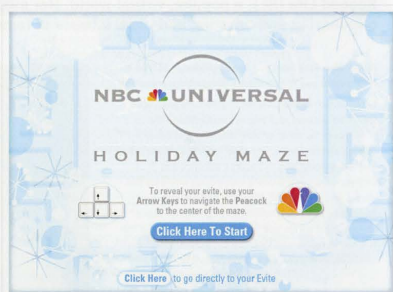 NBC UNIVERSAL
HOLIDAY MAZE
To reveal your evite, use your
Arrow Keys to navigate the Peacock
to the center of the maze.
Click Here To Start
Click Here to go directly to your Evite